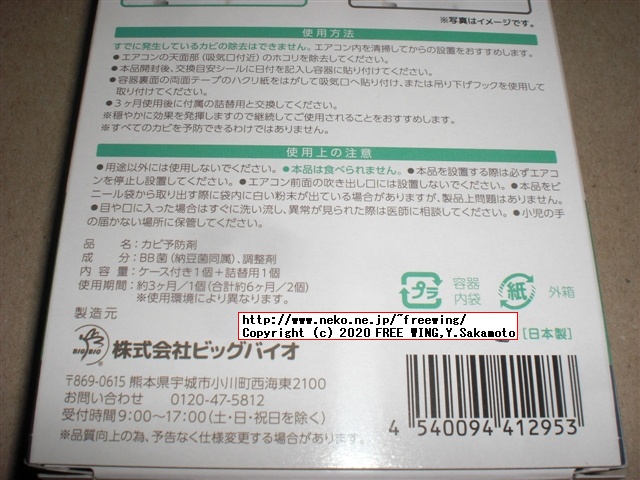 ※写真はイメージです。
使用方法
すでに発生しているカビの除去はできません。エアコン内を清掃してからの設置をおすすめします。
●エアコンの天面部(吸気口付近)のホコリを除去してください。
●本品開封後、交換目安シールに日付を記入し容器に貼り付けてください。
●容器裏面の両面テープのハクリ紙をはがして吸気口へ貼り付け、または吊り下げフックを使用して
取り付けてください。
●3ヶ月使用後に付属の詰替用と交換してください。
※穏やかに効果を発揮しますので継続してご使用されることをおすすめします。
※すべてのカビを予防できるわけではありません。
使用上の注意
●用途以外には使用しないでください。●本品は食べられません。●本品を設置する際は必ずエアコ
ンを停止し設置してください。●エアコン前面の吹き出し口には設置しないでください。●本品をビ
ニール袋から取り出す際に袋内に白い粉末が出ている場合がありますが、製品上問題はありません。
●目や口に入った場合はすぐに洗い流し、異常が見られた際は医師に相談してください。●小児の手
の届かない場所に保管してください。
品 名:カビ予防剤
成 分:BB菌(納豆菌同属)、調整剤
内 容 量:ケース付き1個+詰替用1個
使用期間:約3ヶ月/1個(合計約6ヶ月/2個)
※使用環境により異なります。
プラ
容器
内袋
紙
外箱
製造元
http://www.neko.ne.jp/~freewing/
Copyright (c) 2020 FREE WING,Y.Sakamoto
【日本製】
BIGBIO
株式会社ビッグバイオ
〒869-0615 熊本県宇城市小川町西海東2100
お問い合わせ 0120-47-5812
受付時間9:00〜17:00(土・日・祝日を除く)
※品質向上の為、予告なく仕様変更する場合があります。
4 540094 412953